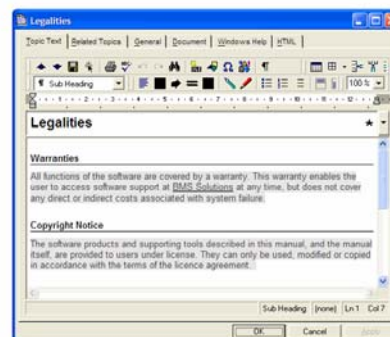 Legalities
Topic Text Related Topics General Document Windows Help HTML
Sub Heading 100 %
Legalities
Warranties
All functions of the software are covered by a warranty. This warranty enables the
user to access software support at BMS Solutions at any time, but does not cover
any direct or indirect costs associated with system failure.
Copyright Notice
The software products and supporting tools described in this manual, and the manual
itself, are provided to users under license. They can only be used, modified or copied
in accordance with the terms of the licence agreement.
Sub Heading (none) Ln 1 Col 7
OK Cancel Apply